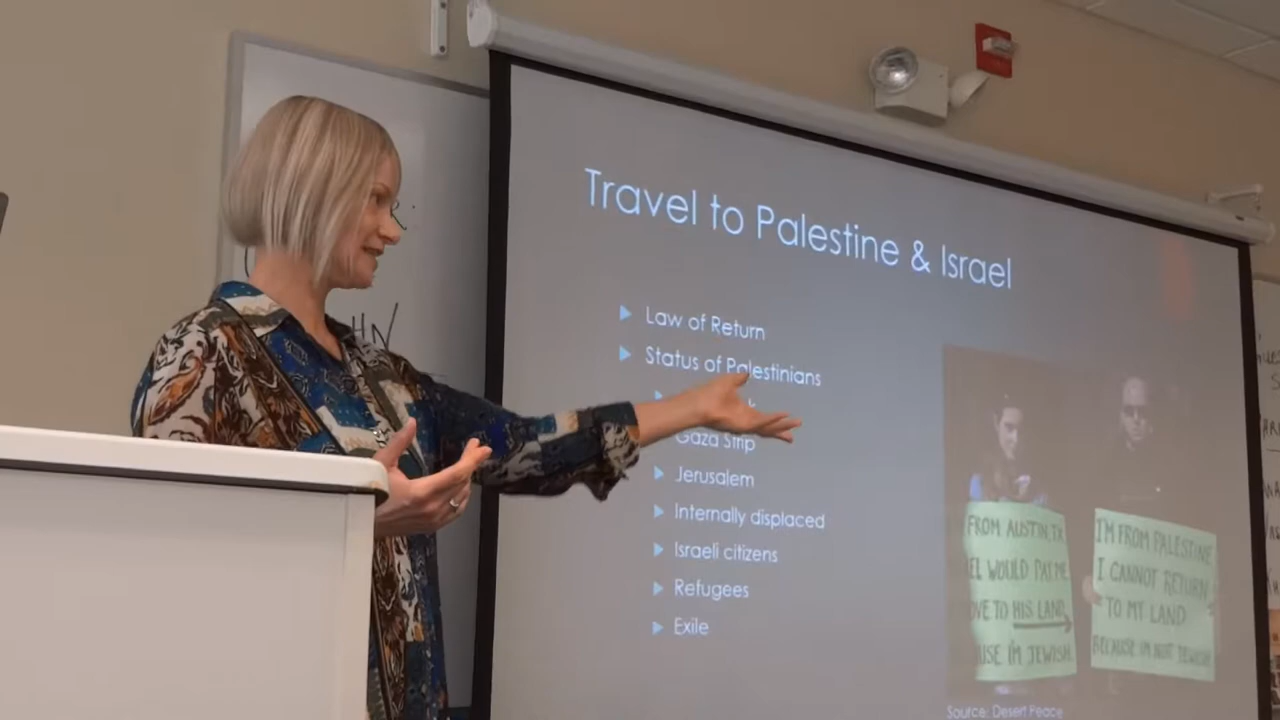 Travel to Palestine & Israel
Law of Return
Status of Palestinians
Gaza Strip
Jerusalem
Internally displaced
Israeli citizens
Refugees
Exile
FROM AUSTIN, TX
WOULD PAY ME
TO HIS LAND
I'M JEWISH
I'M FROM PALESTINE
I CANNOT RETURN
TO MY LAND
BECAUSE I'M NOT JEWISH
Source: Desert Peace